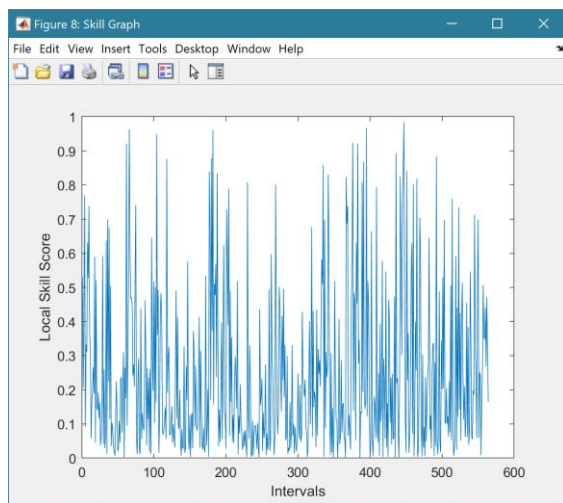 Figure 8: Skill Graph
File Edit View Insert Tools Desktop Window Help
1
0.9
0.8
0.7
0.6
0.5
0.4
0.3
0.2
0.1
0
Local Skill Score
0 100 200 300 400 500 600
Intervals